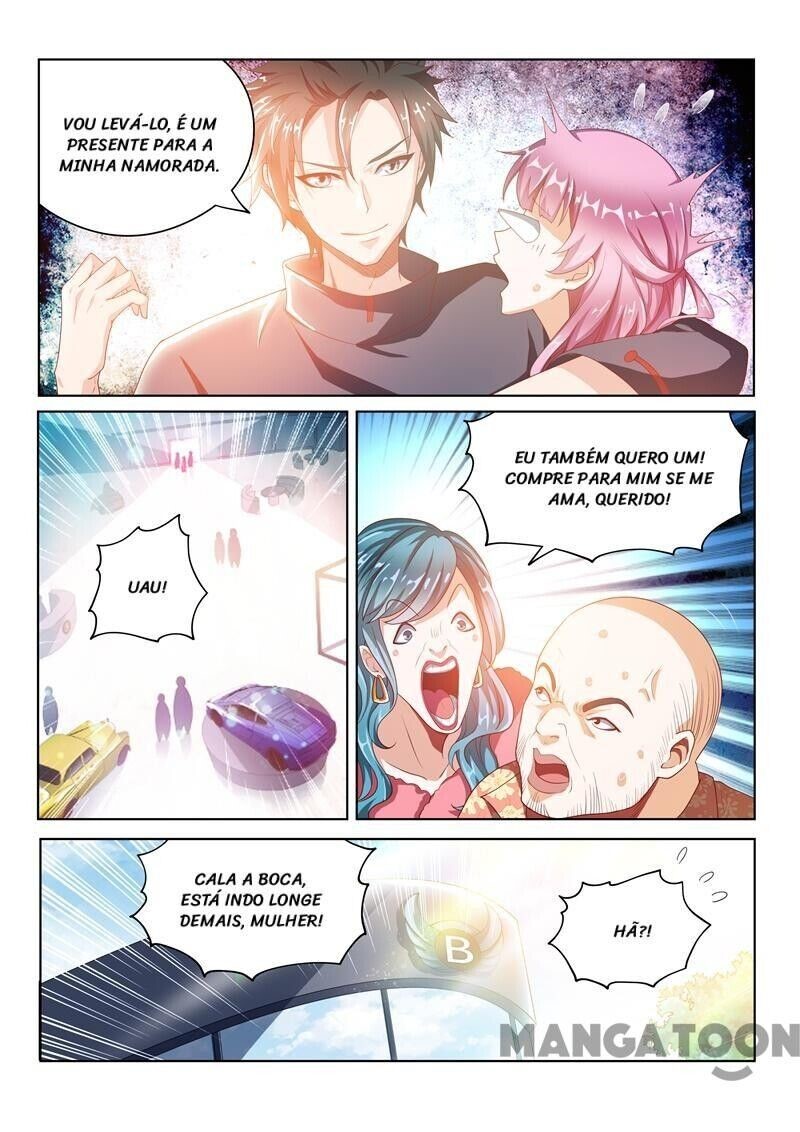 VOU LEVÁ-LO, É UM
PRESENTE PARA A
MINHA NAMORADA.
UAU!
EU TAMBÉM QUERO UM!
COMPRE PARA MIM SE ME
AMA, QUERIDO!
CALA A BOCA,
ESTÁ INDO LONGE
DEMAIS, MULHER!
B
HÃ?!
MANGATOON